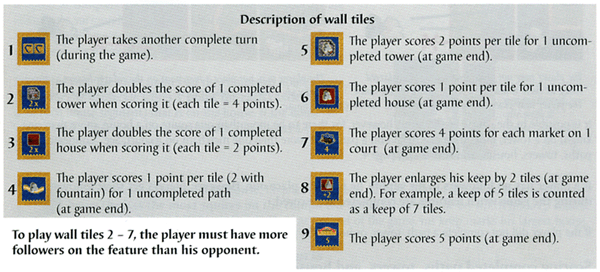 Description of wall tiles
1 The player takes another complete turn
(during the game).
2 2x The player doubles the score of 1 completed
tower when scoring it (each tile = 4 points).
3 2x The player doubles the score of 1 completed
house when scoring it (each tile = 2 points).
4 The player scores 1 point per tile (2 with
fountain) for 1 uncompleted path
(at game end).
To play wall tiles 2 – 7, the player must have more
followers on the feature than his opponent.
5 The player scores 2 points per tile for 1 uncom-
pleted tower (at game end).
6 The player scores 1 point per tile for 1 uncom-
pleted house (at game end).
7 4 The player scores 4 points for each market on 1
court (at game end).
8 +2 The player enlarges his keep by 2 tiles (at game
end). For example, a keep of 5 tiles is counted
as a keep of 7 tiles.
9 5 The player scores 5 points (at game end).